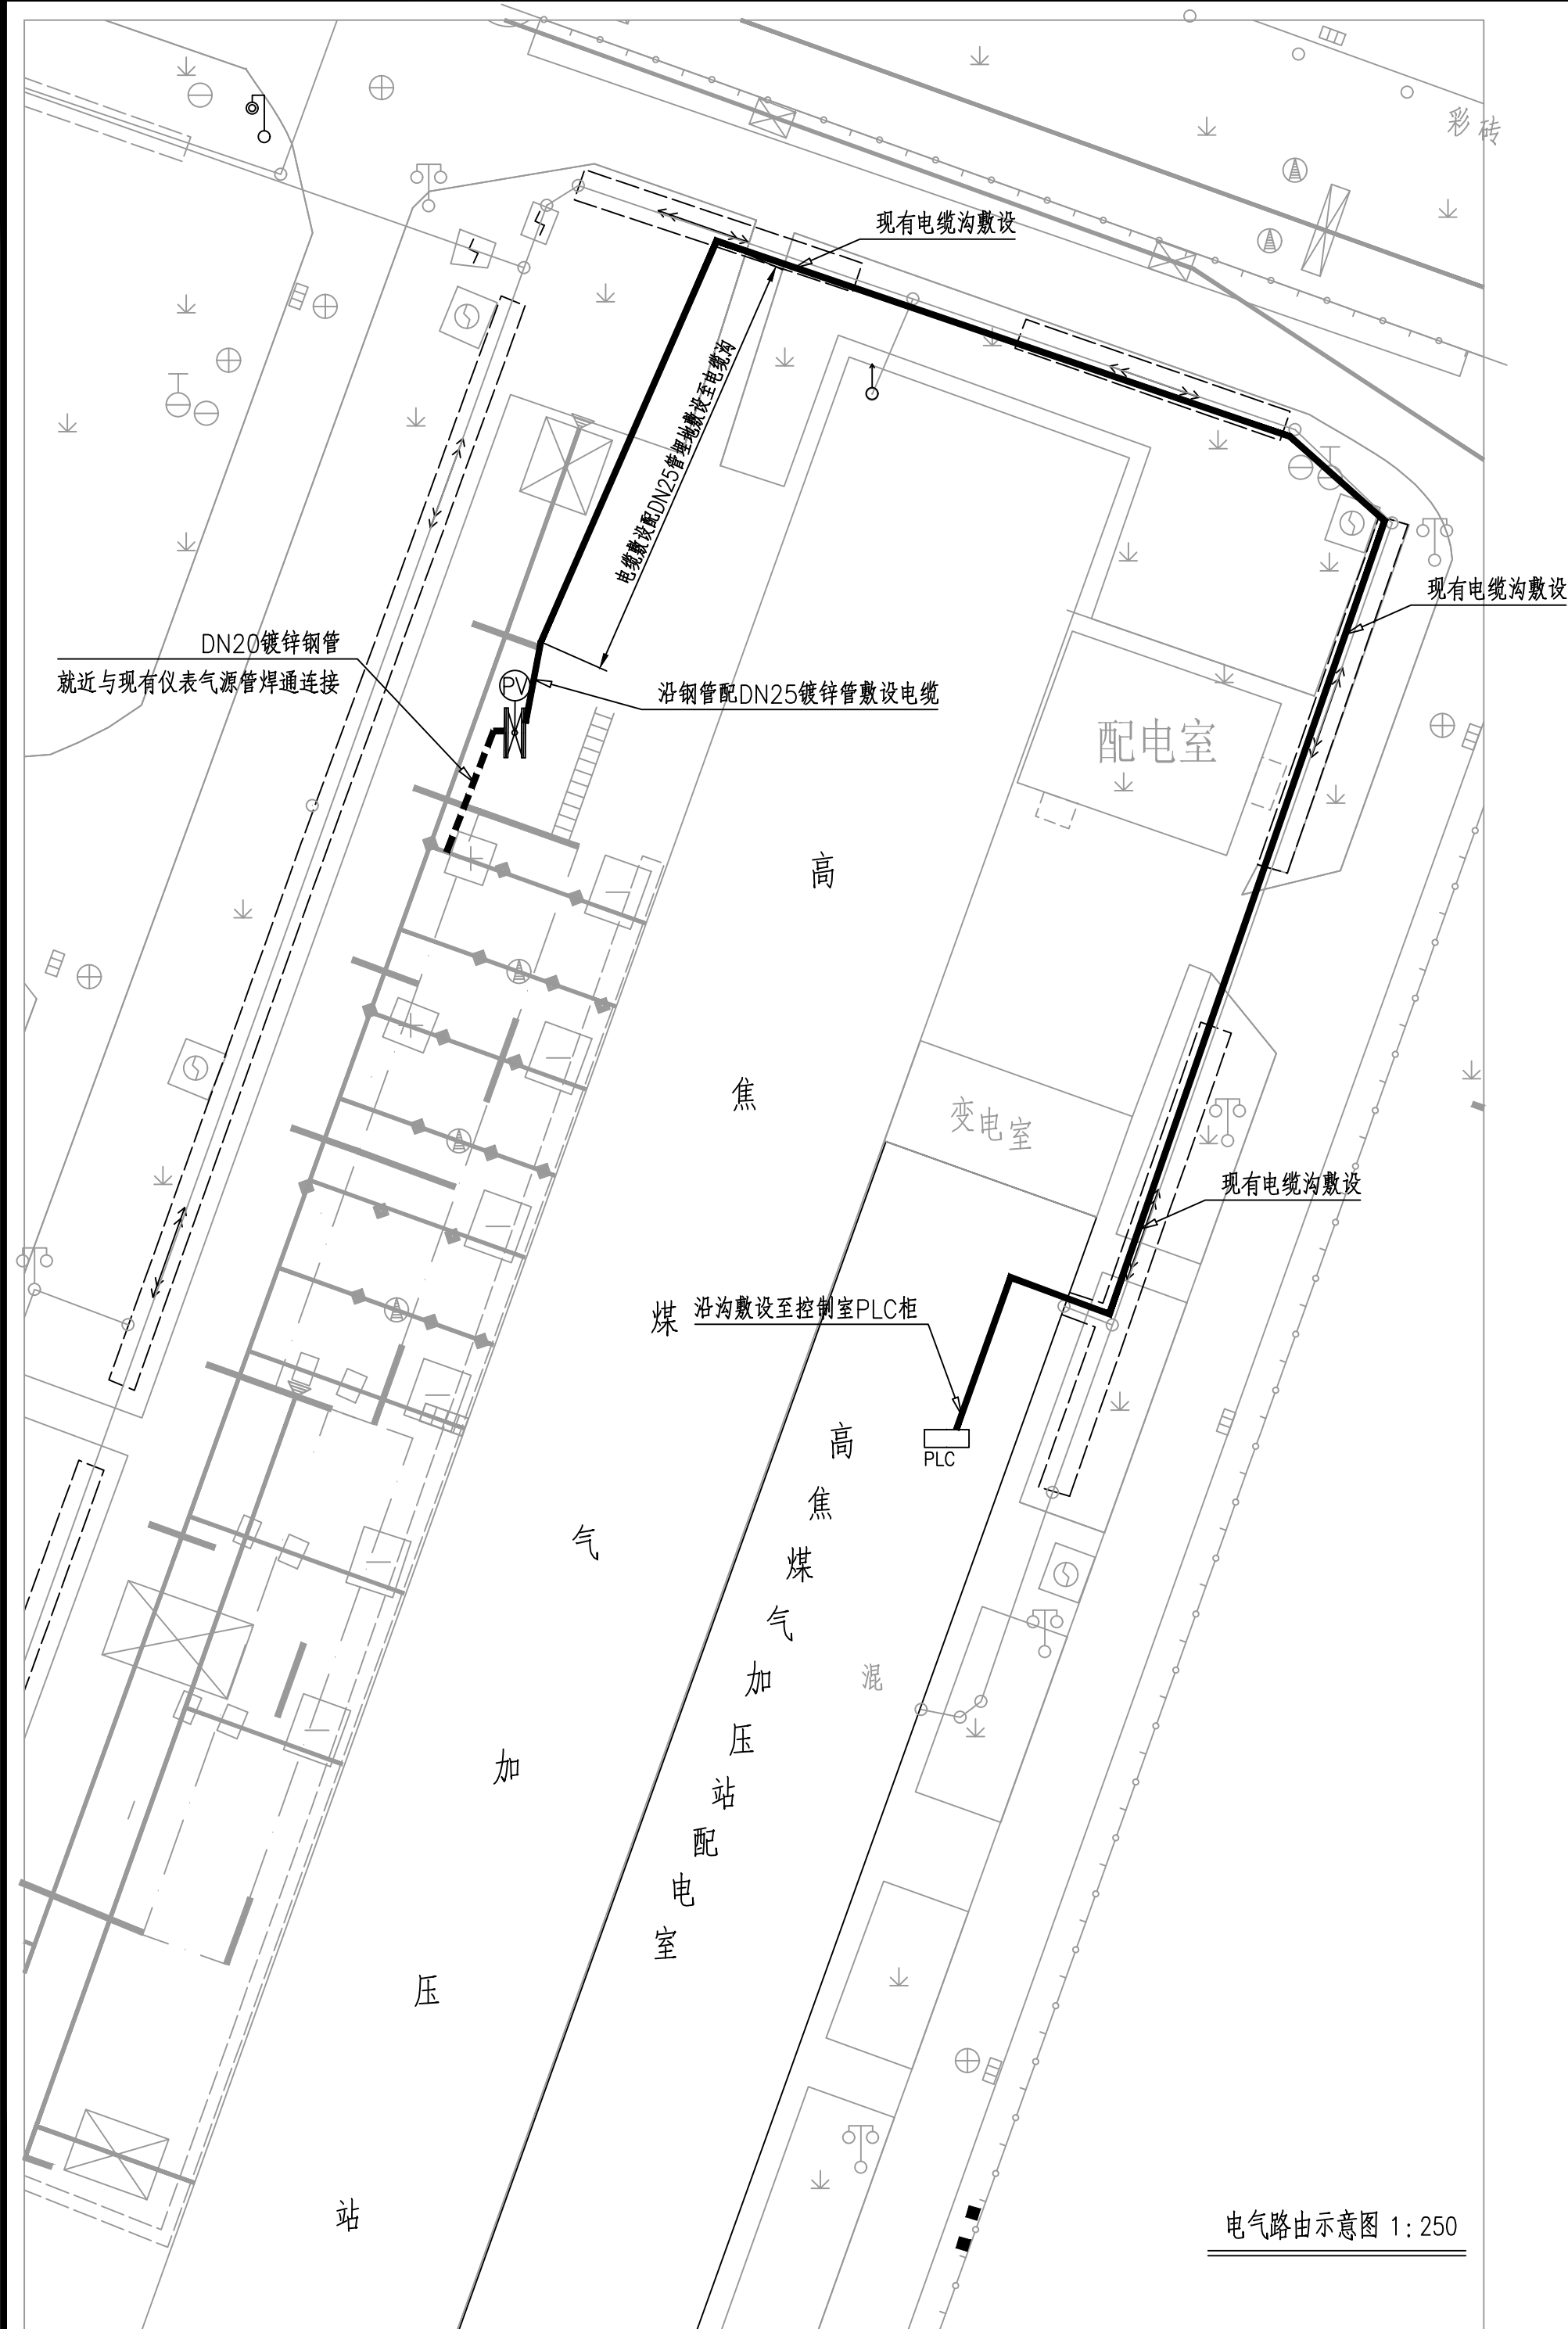 彩砖
现有电缆沟敷设
电缆敷设配DN25管埋地敷设至电缆沟
现有电缆沟敷设
DN20镀锌钢管
就近与现有仪表气源管焊通连接
PV
沿钢管配DN25镀锌管敷设电缆
配电室
高焦煤气加压站
变电室
现有电缆沟敷设
沿沟敷设至控制室PLC柜
PLC
高焦煤气加压站配电室
混
电气路由示意图 1:250